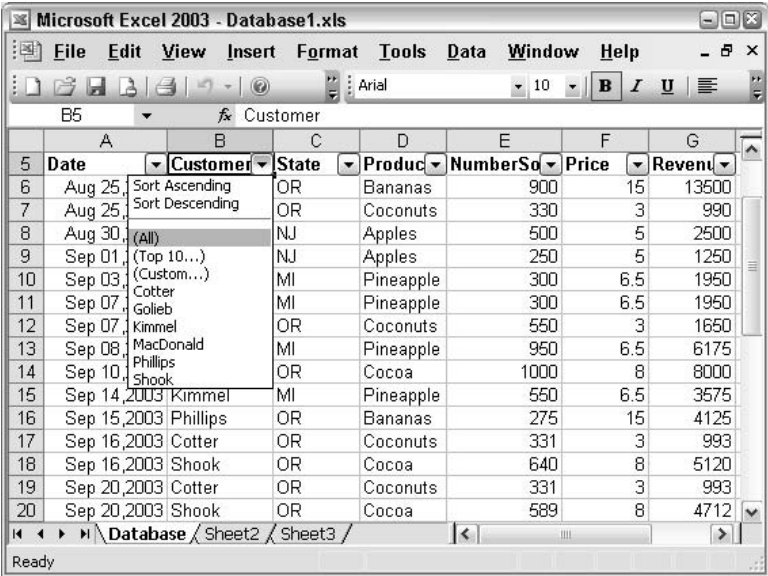 Microsoft Excel 2003 - Database1.xls
File Edit View Insert Format Tools Data Window Help
Arial 10 B I U
B5 fx Customer
A B C D E F G
5 Date Customer State Produc NumberSo Price Revenu
6 Aug 25, OR Bananas 900 15 13500
7 Aug 25, OR Coconuts 330 3 990
8 Aug 30, NJ Apples 500 5 2500
9 Sep 01, NJ Apples 250 5 1250
10 Sep 03, MI Pineapple 300 6.5 1950
11 Sep 07, MI Pineapple 300 6.5 1950
12 Sep 07, OR Coconuts 550 3 1650
13 Sep 08, MI Pineapple 950 6.5 6175
14 Sep 10, OR Cocoa 1000 8 8000
15 Sep 14,2003 Kimmel MI Pineapple 550 6.5 3575
16 Sep 15,2003 Phillips OR Bananas 275 15 4125
17 Sep 16,2003 Cotter OR Coconuts 331 3 993
18 Sep 16,2003 Shook OR Cocoa 640 8 5120
19 Sep 20,2003 Cotter OR Coconuts 331 3 993
20 Sep 20,2003 Shook OR Cocoa 589 8 4712
Sort Ascending
Sort Descending
(All)
(Top 10...)
(Custom...)
Cotter
Golieb
Kimmel
MacDonald
Phillips
Shook
Database Sheet2 Sheet3
Ready